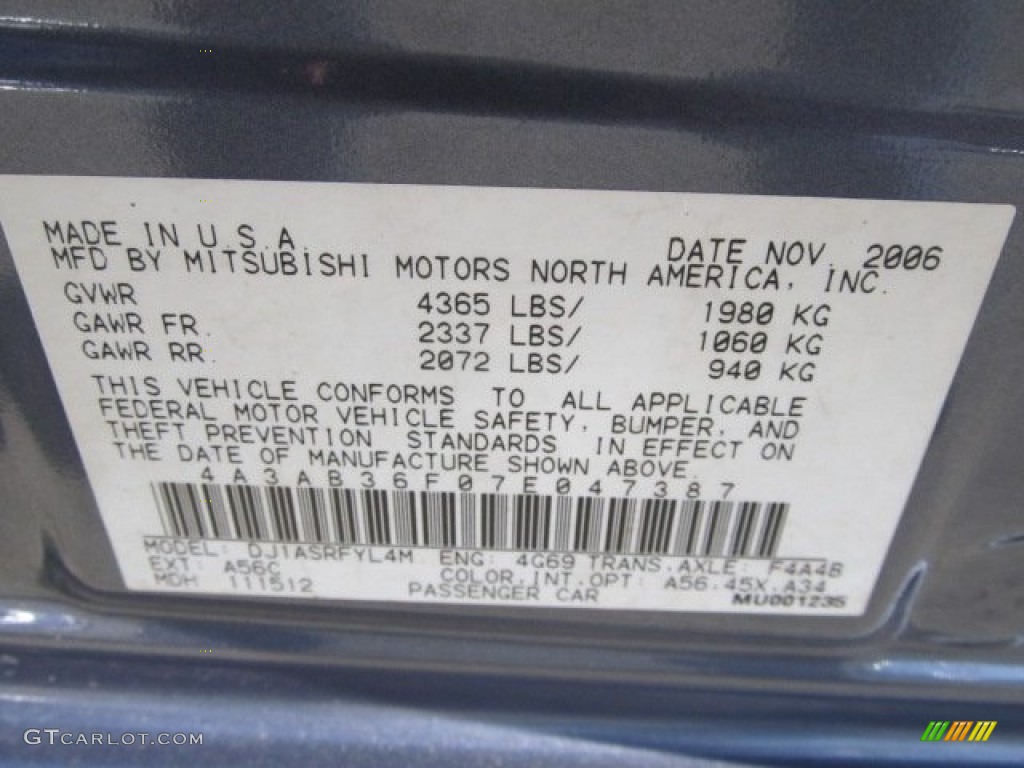 MADE IN U.S.A. DATE NOV. 2006
MFD BY MITSUBISHI MOTORS NORTH AMERICA, INC.
GVWR 4365 LBS/ 1980 KG
GAWR FR. 2337 LBS/ 1060 KG
GAWR RR. 2072 LBS/ 940 KG
THIS VEHICLE CONFORMS TO ALL APPLICABLE
FEDERAL MOTOR VEHICLE SAFETY, BUMPER, AND
THEFT PREVENTION STANDARDS IN EFFECT ON
THE DATE OF MANUFACTURE SHOWN ABOVE.
4A3AB36F07E047387
MODEL: DJ1ASRFYL4M ENG: 4G69 TRANS.AXLE: F4A4B
EXT: A56C COLOR.INT.OPT: A56.45X.A34
MDH 111512 PASSENGER CAR MU001235
GTCARLOT.COM